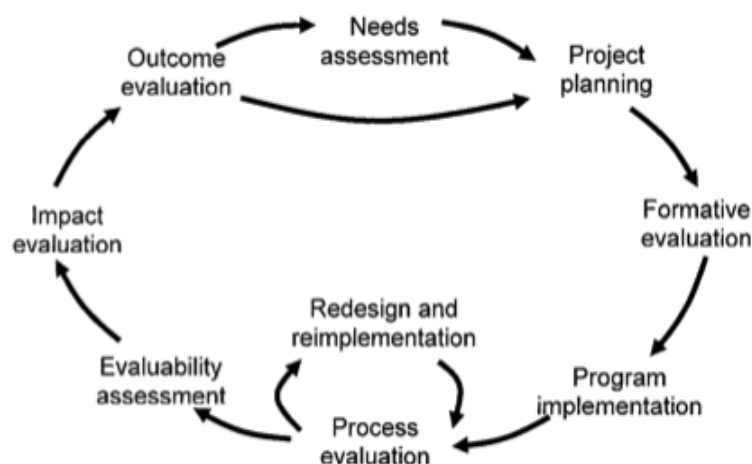 Needs
assessment
Project
planning
Formative
evaluation
Program
implementation
Process
evaluation
Redesign and
reimplementation
Evaluability
assessment
Impact
evaluation
Outcome
evaluation